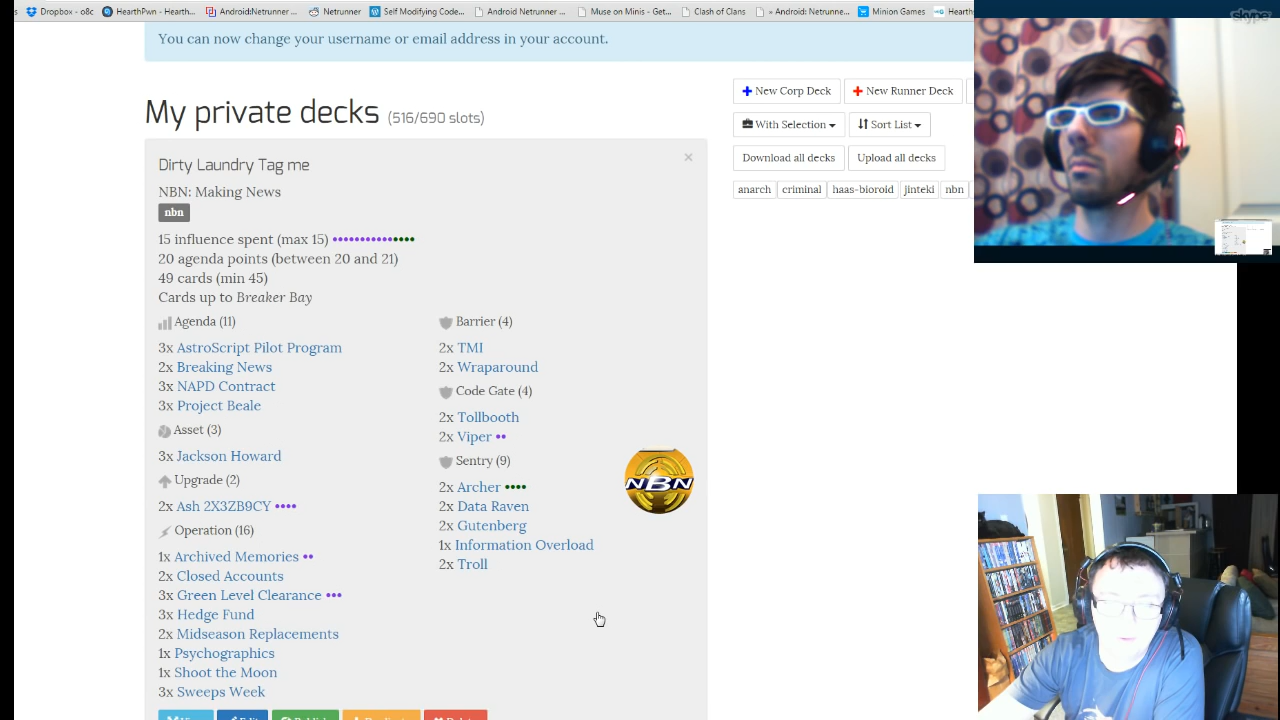 Dropbox - o8c
HearthPwn - Hearth...
Android:Netrunner ...
Netrunner
Self Modifying Code...
Android Netrunner
Muse on Minis - Get...
Clash of Strategies
» Android Netrunne...
Minion Games
Hearths
skype
You can now change your username or email address in your account.
My private decks (516/690 slots)
New Corp Deck
New Runner Deck
With Selection
Sort List
Download all decks
Upload all decks
anarch
criminal
haas-bioroid
jinteki
nbn
Dirty Laundry Tag me
×
NBN: Making News
nbn
15 influence spent (max 15)
20 agenda points (between 20 and 21)
49 cards (min 45)
Cards up to Breaker Bay
Agenda (11)
3x AstroScript Pilot Program
2x Breaking News
3x NAPD Contract
3x Project Beale
Asset (3)
3x Jackson Howard
Upgrade (2)
2x Ash 2X3ZB9CY
Operation (16)
1x Archived Memories
2x Closed Accounts
3x Green Level Clearance
3x Hedge Fund
2x Midseason Replacements
1x Psychographics
1x Shoot the Moon
3x Sweeps Week
Barrier (4)
2x TMI
2x Wraparound
Code Gate (4)
2x Tollbooth
2x Viper
Sentry (9)
2x Archer
2x Data Raven
2x Gutenberg
1x Information Overload
2x Troll
NBN